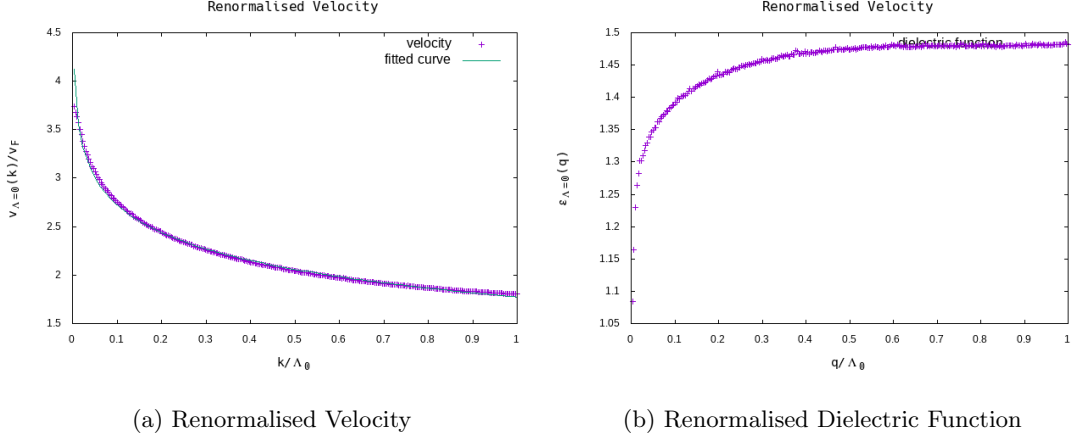 Renormalised Velocity
4.5
4
3.5
3
2.5
2
1.5
v_{Λ=0}(k)/v_F
velocity
fitted curve
0 0.1 0.2 0.3 0.4 0.5 0.6 0.7 0.8 0.9 1
k/Λ_0
(a) Renormalised Velocity
Renormalised Velocity
1.5
1.45
1.4
1.35
1.3
1.25
1.2
1.15
1.1
1.05
ε_{Λ=0}(q)
dielectric function
0 0.1 0.2 0.3 0.4 0.5 0.6 0.7 0.8 0.9 1
q/Λ_0
(b) Renormalised Dielectric Function